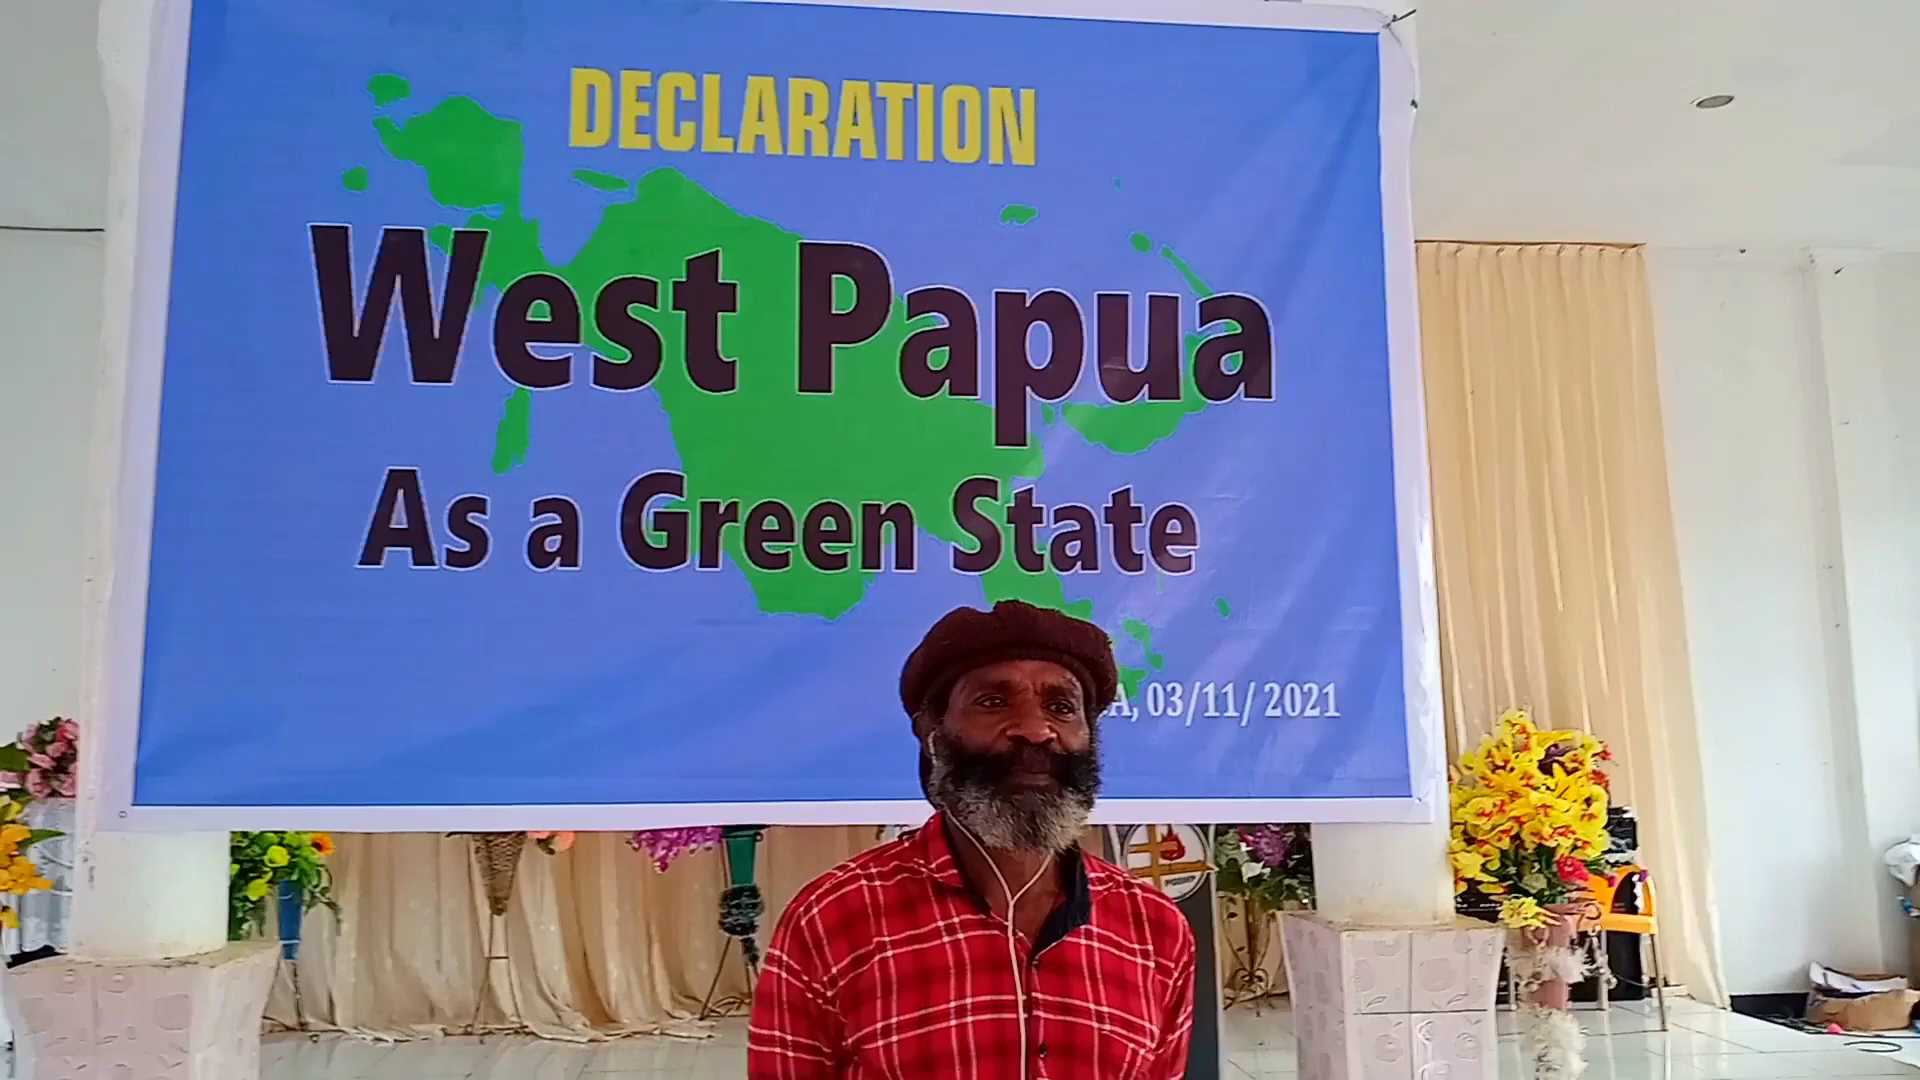 DECLARATION
West Papua
As a Green State
A, 03/11/ 2021